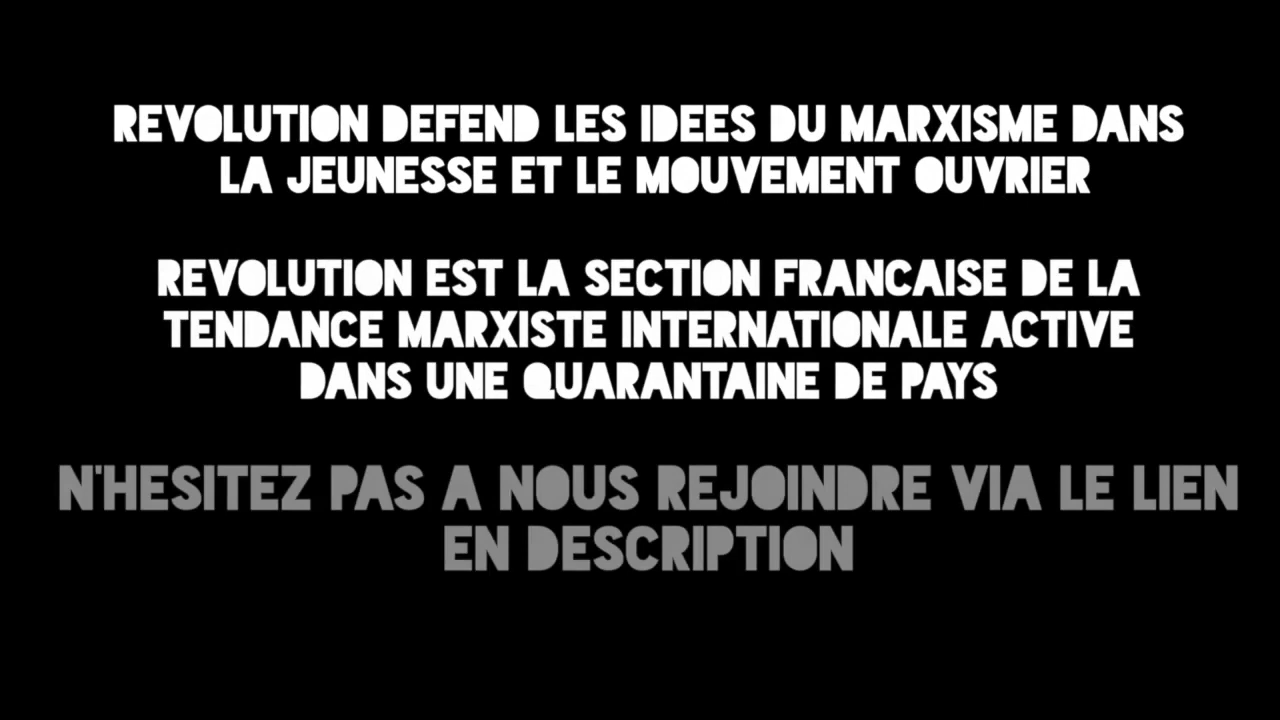 REVOLUTION DEFEND LES IDEES DU MARXISME DANS
LA JEUNESSE ET LE MOUVEMENT OUVRIER
REVOLUTION EST LA SECTION FRANCAISE DE LA
TENDANCE MARXISTE INTERNATIONALE ACTIVE
DANS UNE QUARANTAINE DE PAYS
N'HESITEZ PAS A NOUS REJOINDRE VIA LE LIEN
EN DESCRIPTION